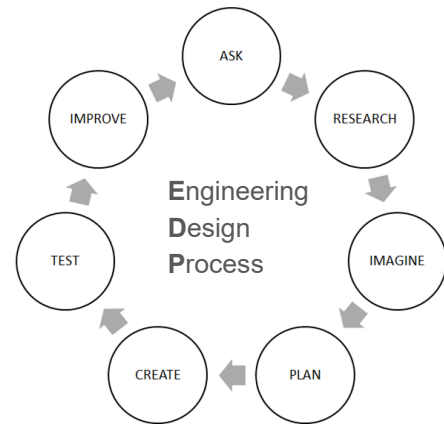 ASK
RESEARCH
IMAGINE
PLAN
CREATE
TEST
IMPROVE
Engineering
Design
Process